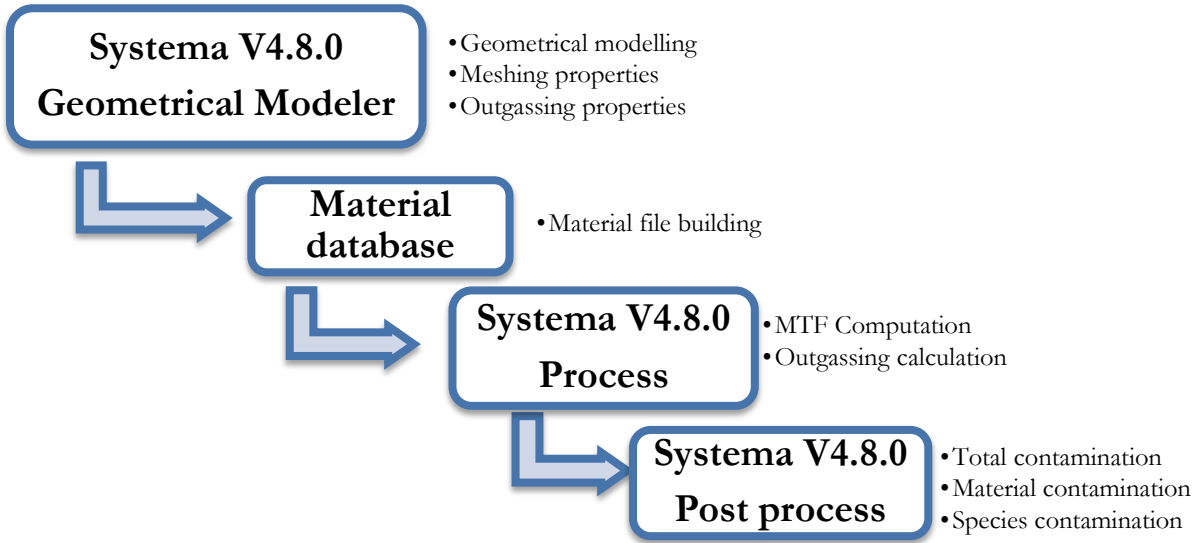 Systema V4.8.0
Geometrical Modeler
•Geometrical modelling
•Meshing properties
•Outgassing properties
Material
database
•Material file building
Systema V4.8.0
Process
•MTF Computation
•Outgassing calculation
Systema V4.8.0
Post process
•Total contamination
•Material contamination
•Species contamination